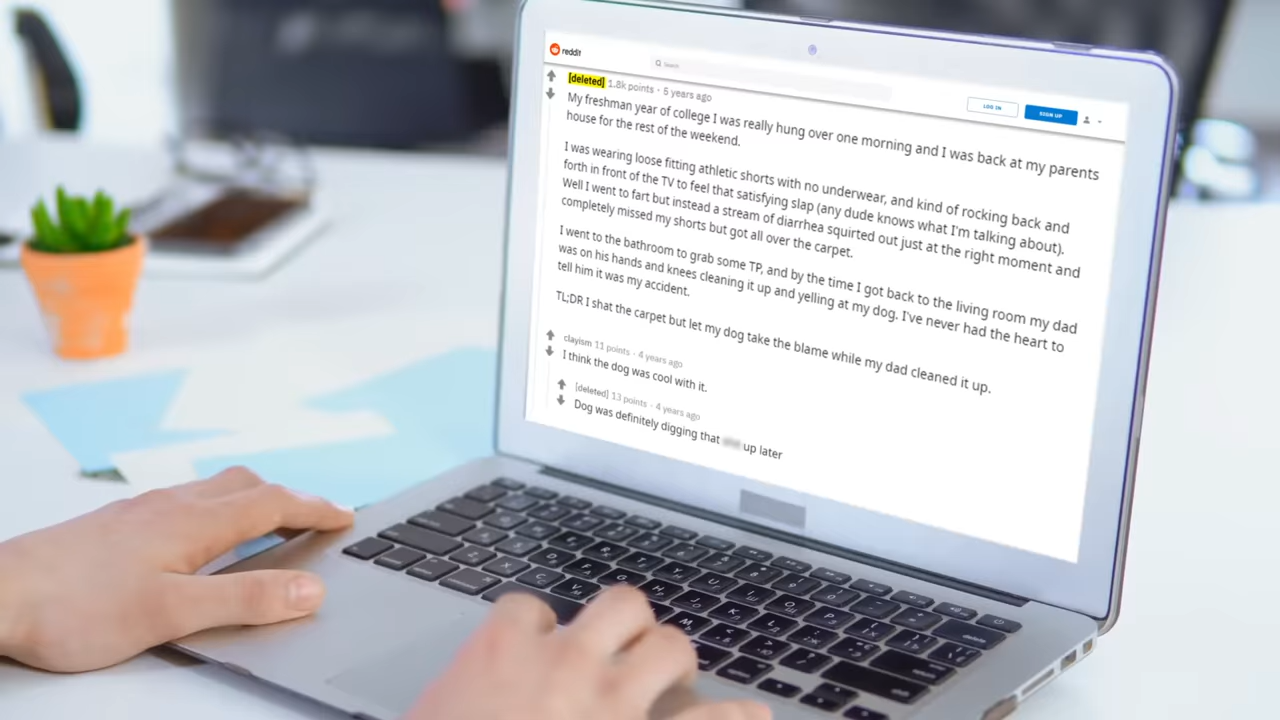 reddit
Search
LOG IN
SIGN UP
[deleted] 1.8k points · 5 years ago
My freshman year of college I was really hung over one morning and I was back at my parents
house for the rest of the weekend.
I was wearing loose fitting athletic shorts with no underwear, and kind of rocking back and
forth in front of the TV to feel that satisfying slap (any dude knows what I'm talking about).
Well I went to fart but instead a stream of diarrhea squirted out just at the right moment and
completely missed my shorts but got all over the carpet.
I went to the bathroom to grab some TP, and by the time I got back to the living room my dad
was on his hands and knees cleaning it up and yelling at my dog. I've never had the heart to
tell him it was my accident.
TL;DR I shat the carpet but let my dog take the blame while my dad cleaned it up.
clayism 11 points · 4 years ago
I think the dog was cool with it.
[deleted] 13 points · 4 years ago
Dog was definitely digging that up later
delete